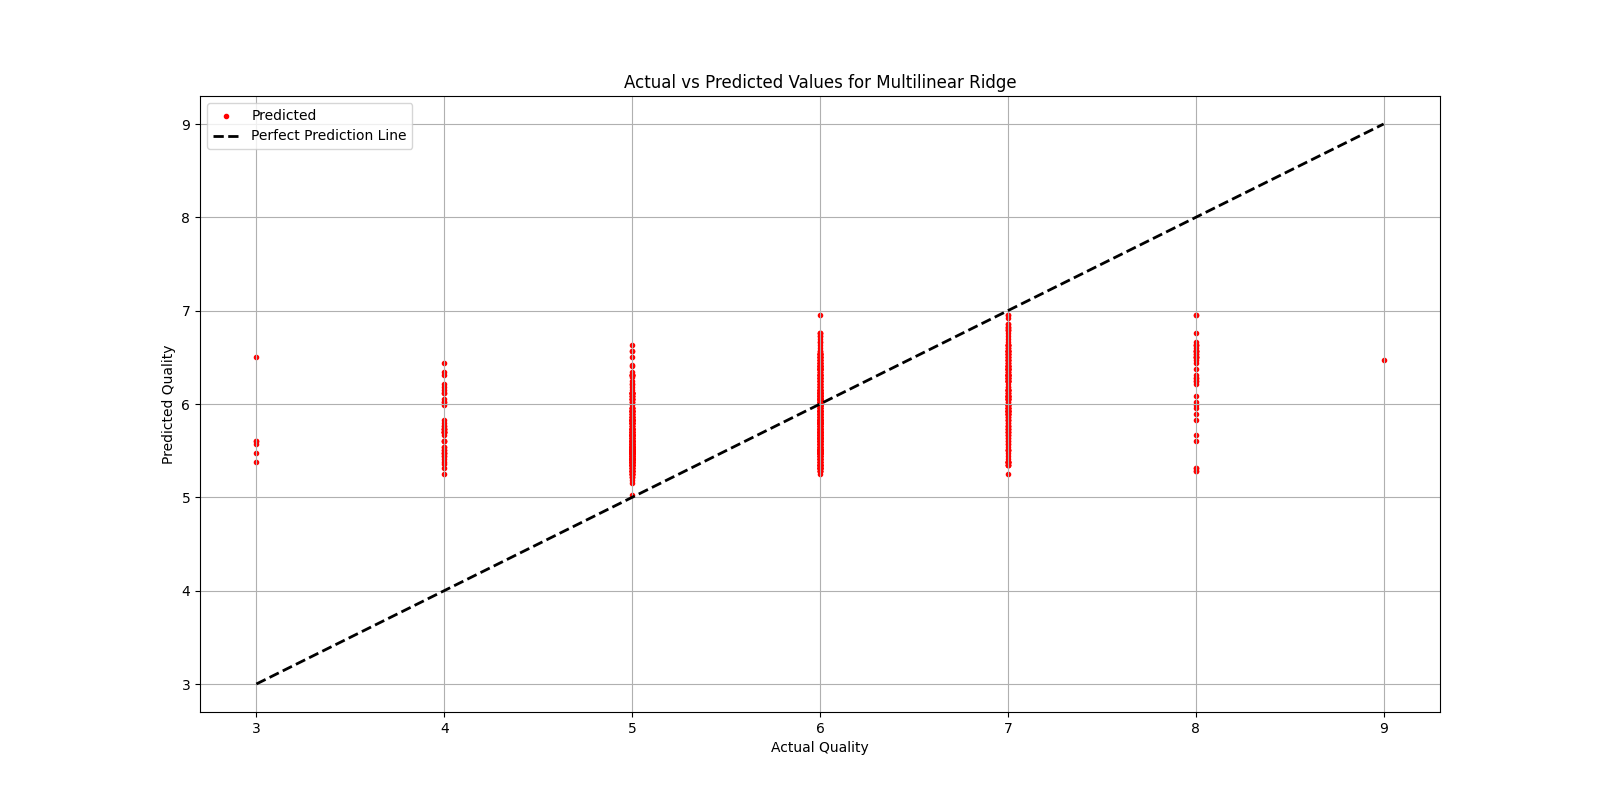 Actual vs Predicted Values for Multilinear Ridge
Predicted
Perfect Prediction Line
9
8
7
6
5
4
3
Predicted Quality
3 4 5 6 7 8 9
Actual Quality